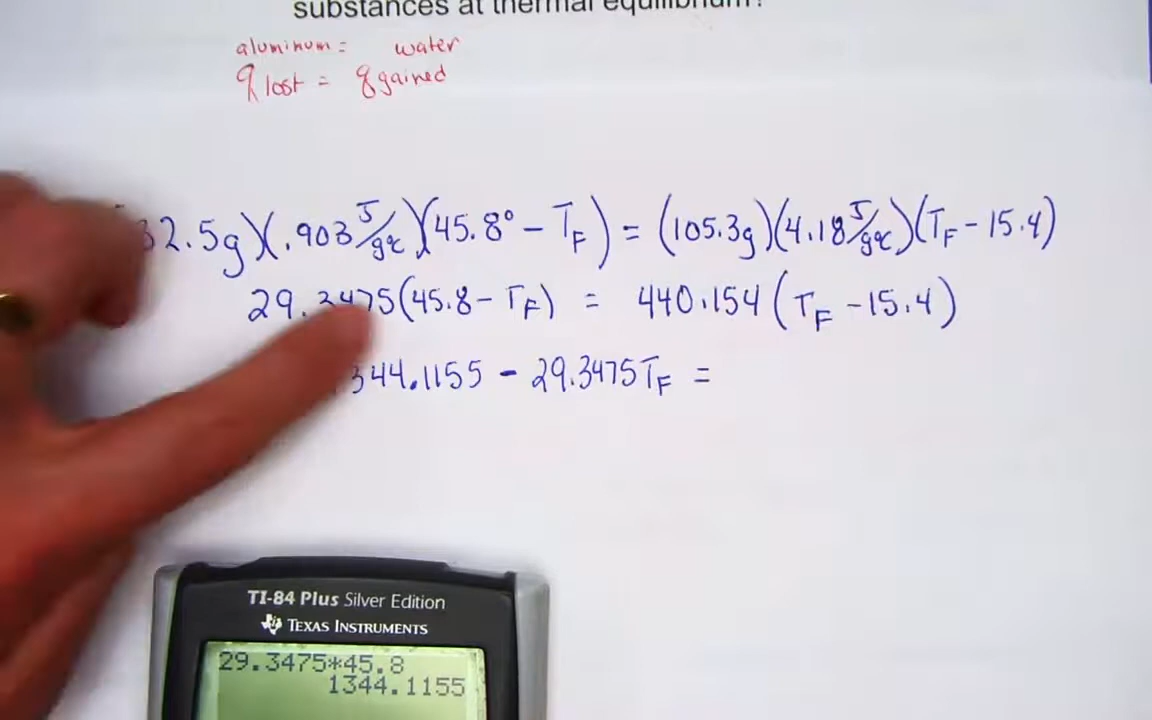 substances at thermal equilibrium?
aluminum = water
q lost = q gained
32.5g)(.903 J/g°c)(45.8° - TF) = (105.3g)(4.18 J/g°c)(TF - 15.4)
29.3475(45.8 - TF) = 440.154 (TF - 15.4)
344.1155 - 29.3475TF =
TI-84 Plus Silver Edition
TEXAS INSTRUMENTS
29.3475*45.8
1344.1155